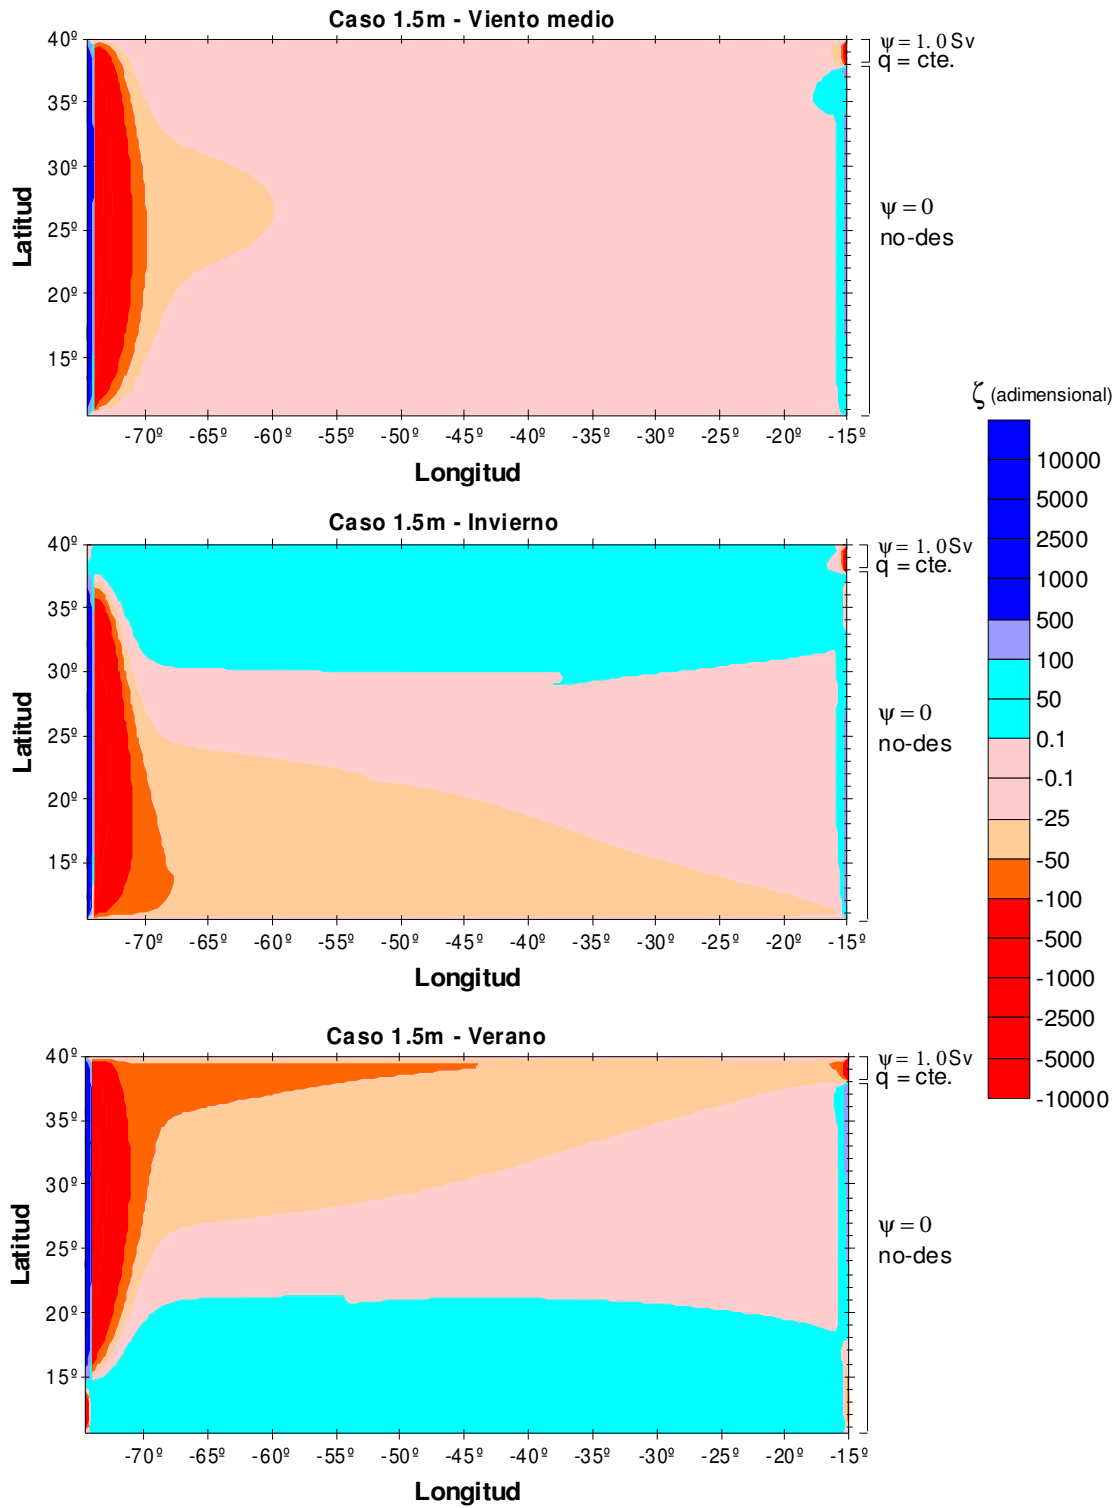 Caso 1.5m - Viento medio
40º
35º
30º
25º
20º
15º
Latitud
-70º -65º -60º -55º -50º -45º -40º -35º -30º -25º -20º -15º
Longitud
ψ = 1.0 Sv
q = cte.
ψ = 0
no-des
Caso 1.5m - Invierno
40º
35º
30º
25º
20º
15º
Latitud
-70º -65º -60º -55º -50º -45º -40º -35º -30º -25º -20º -15º
Longitud
ψ = 1.0Sv
q = cte.
ψ = 0
no-des
Caso 1.5m - Verano
40º
35º
30º
25º
20º
15º
Latitud
-70º -65º -60º -55º -50º -45º -40º -35º -30º -25º -20º -15º
Longitud
ψ = 1.0Sv
q = cte.
ψ = 0
no-des
ζ (adimensional)
10000
5000
2500
1000
500
100
50
0.1
-0.1
-25
-50
-100
-500
-1000
-2500
-5000
-10000